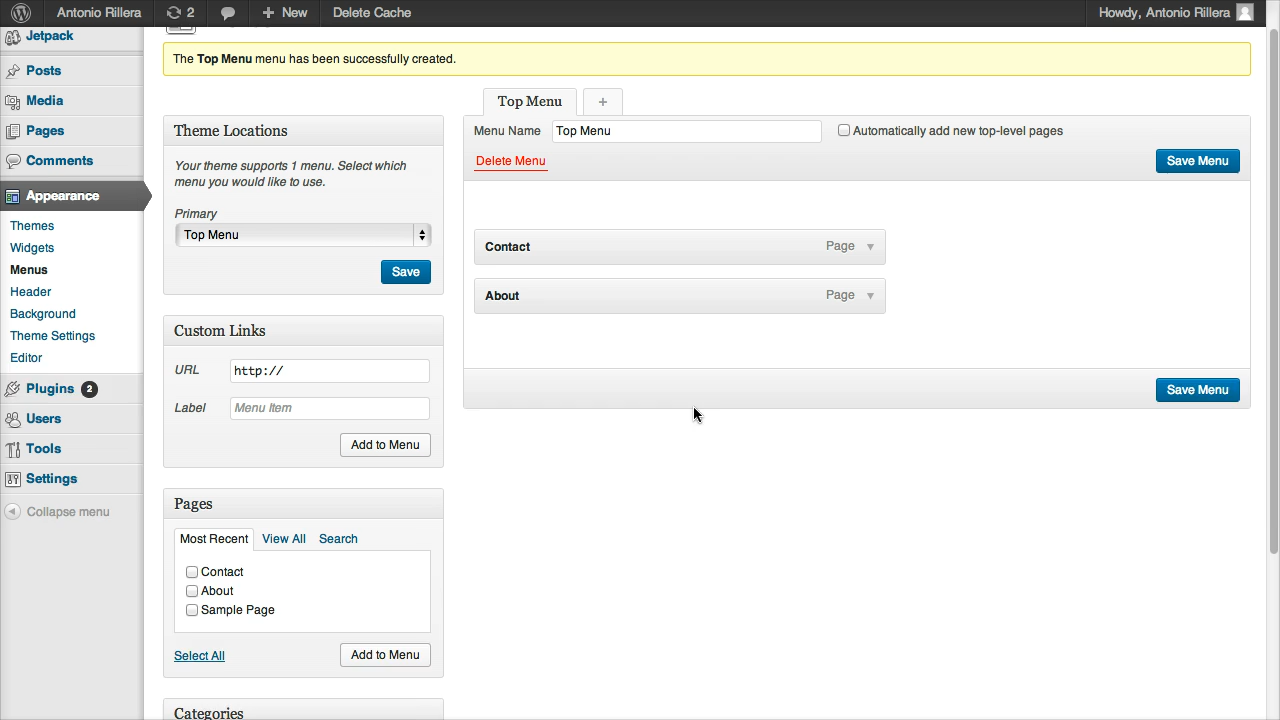 Antonio Rillera 2 + New Delete Cache Howdy, Antonio Rillera
Jetpack
Posts
Media
Pages
Comments
Appearance
Themes
Widgets
Menus
Header
Background
Theme Settings
Editor
Plugins 2
Users
Tools
Settings
Collapse menu
The Top Menu menu has been successfully created.
Theme Locations
Your theme supports 1 menu. Select which
menu you would like to use.
Primary
Top Menu
Save
Custom Links
URL http://
Label Menu Item
Add to Menu
Pages
Most Recent View All Search
Contact
About
Sample Page
Select All Add to Menu
Categories
Top Menu +
Menu Name Top Menu Automatically add new top-level pages
Delete Menu Save Menu
Contact Page
About Page
Save Menu